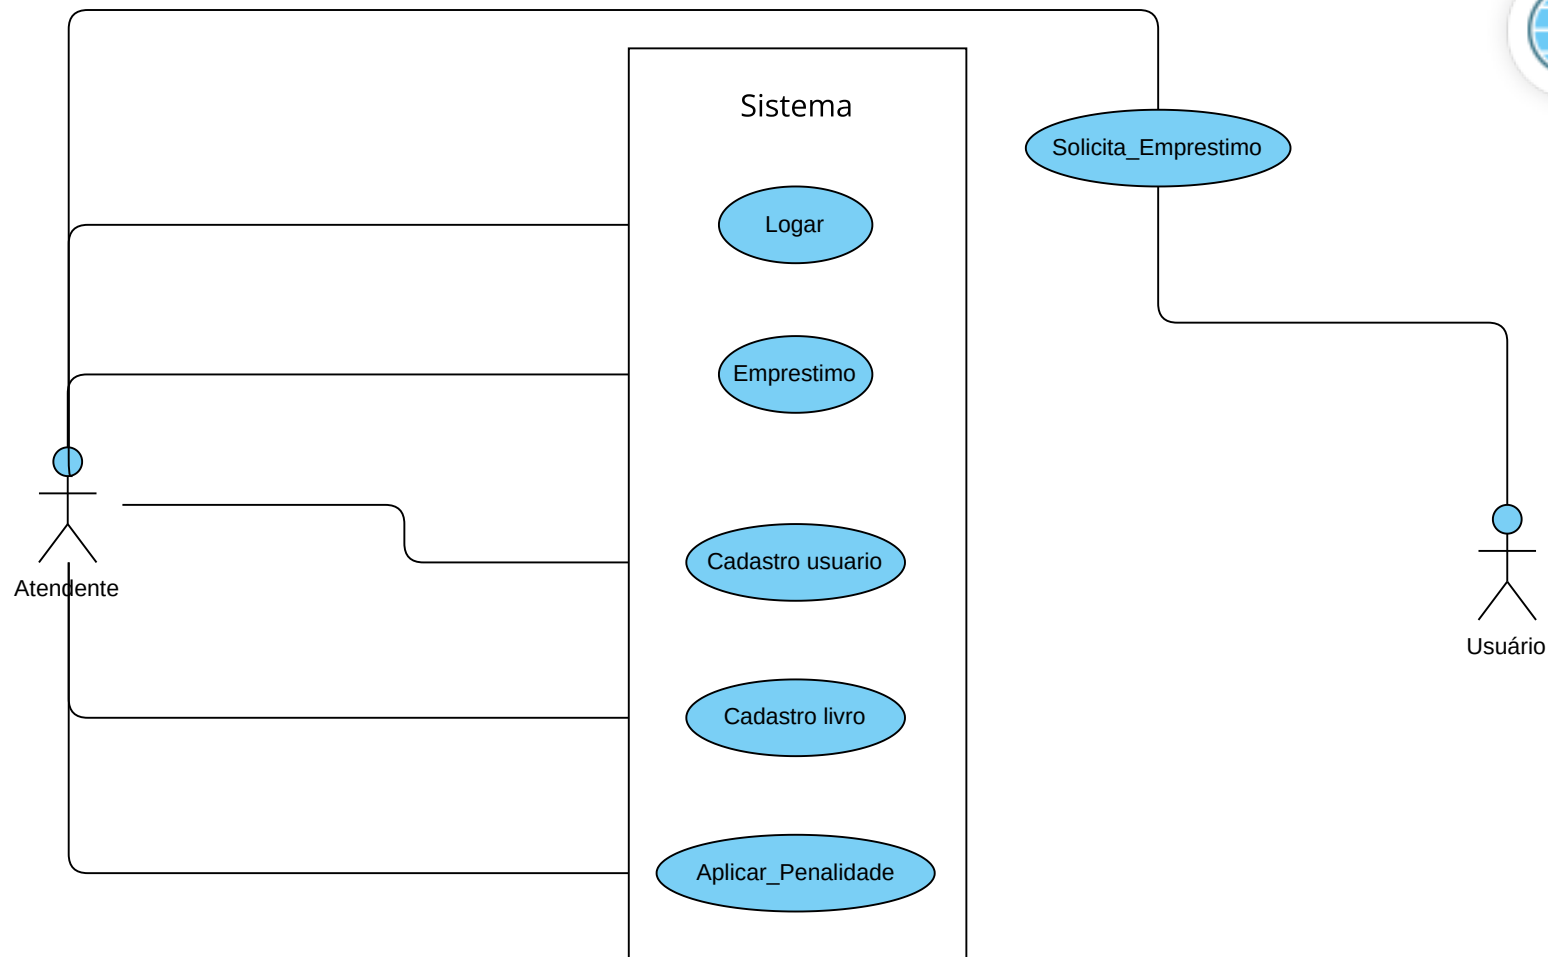 Sistema
Solicita_Emprestimo
Logar
Emprestimo
Cadastro usuario
Atendente
Usuário
Cadastro livro
Aplicar_Penalidade